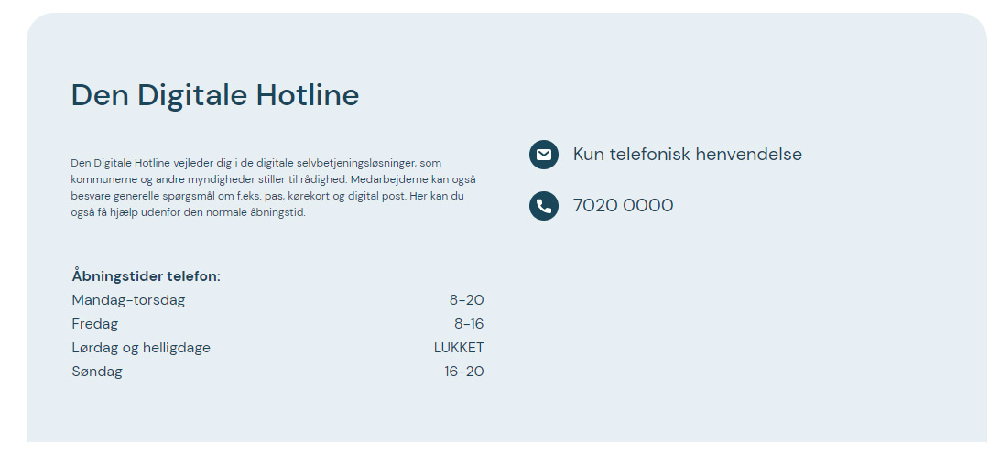 Den Digitale Hotline
Den Digitale Hotline vejleder dig i de digitale selvbetjeningsløsninger, som
kommunerne og andre myndigheder stiller til rådighed. Medarbejderne kan også
besvare generelle spørgsmål om f.eks. pas, kørekort og digital post. Her kan du
også få hjælp udenfor den normale åbningstid.
Kun telefonisk henvendelse
7020 0000
Åbningstider telefon:
Mandag-torsdag 8-20
Fredag 8-16
Lørdag og helligdage LUKKET
Søndag 16-20